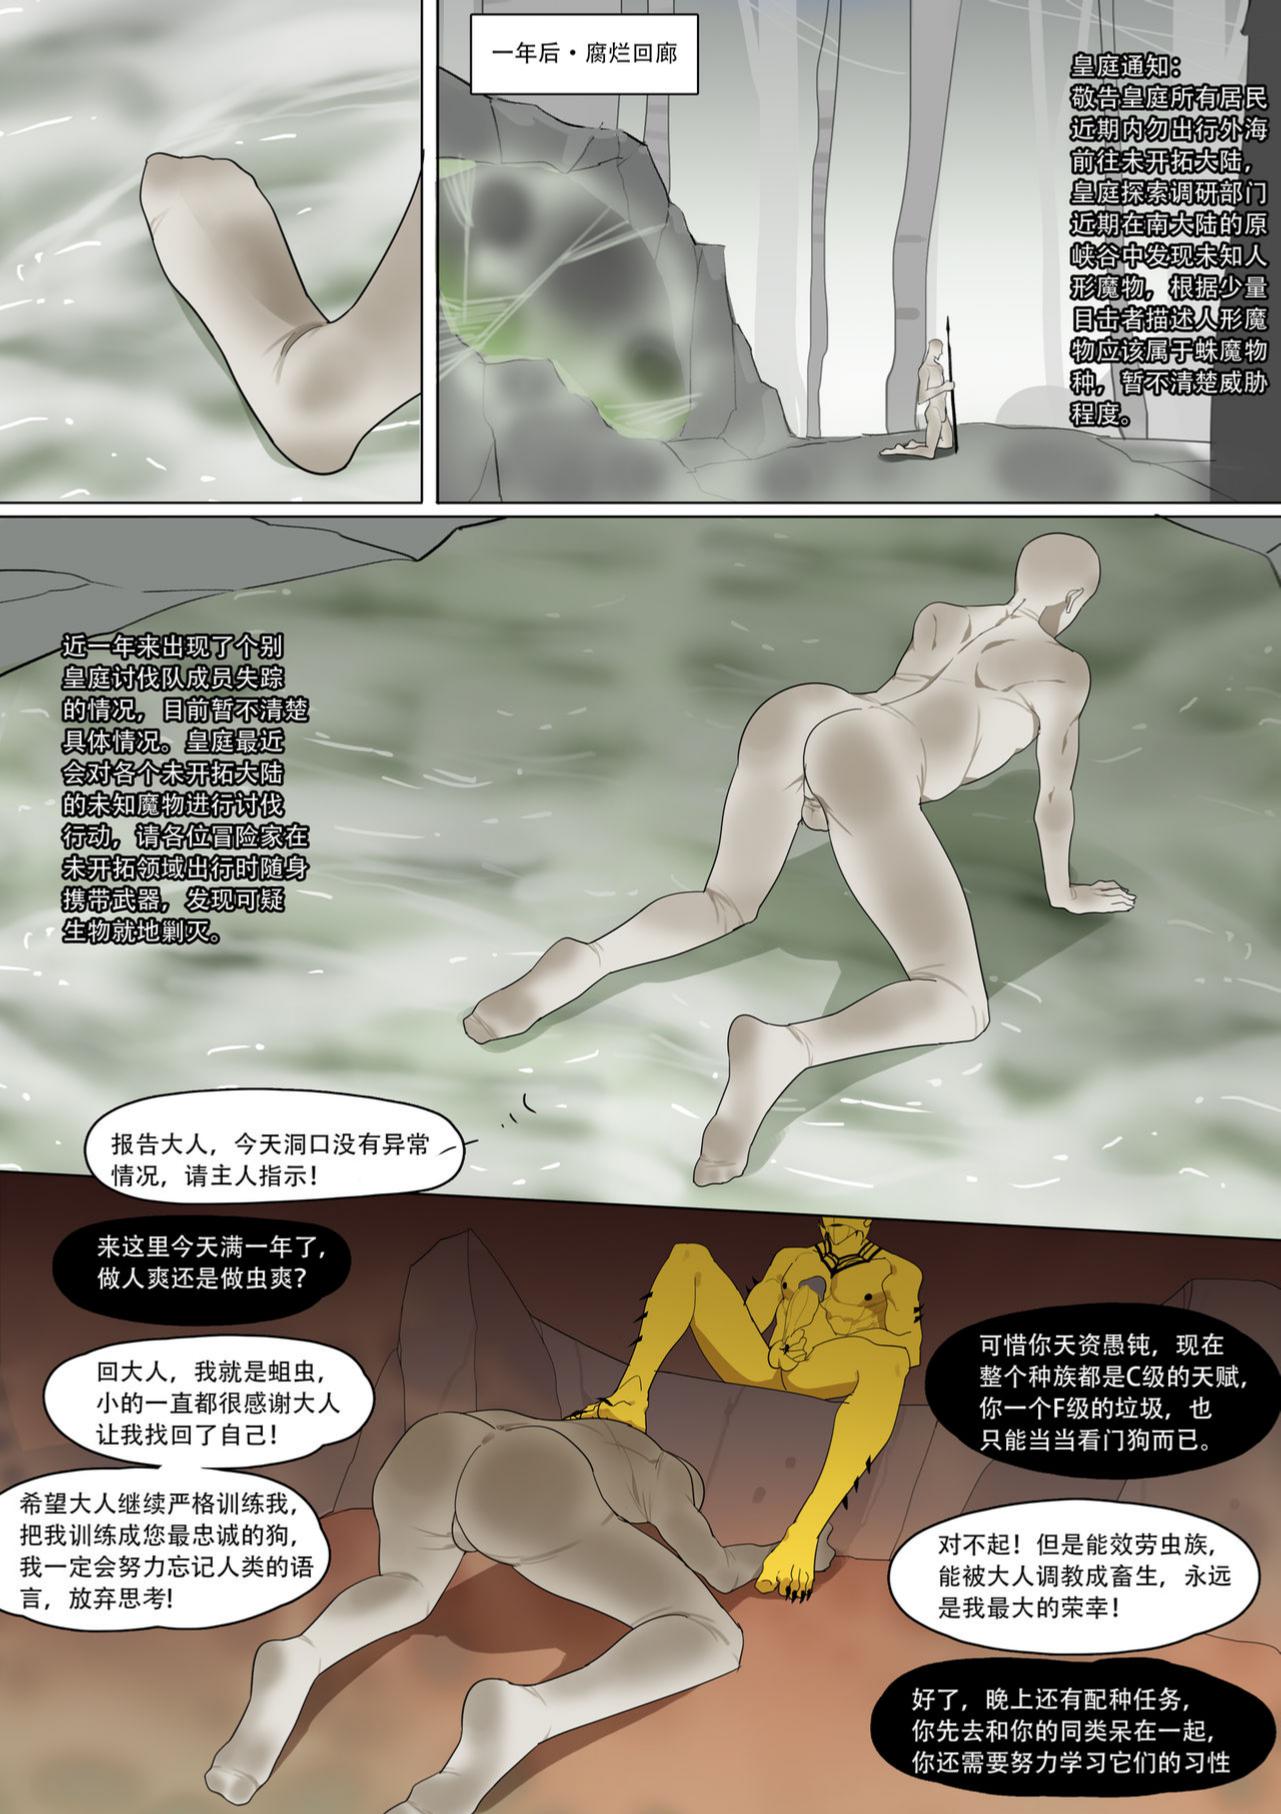 一年后·腐烂回廊
皇庭通知：
敬告皇庭所有居民
近期内勿出行外海
前往未开拓大陆，
皇庭探索调研部门
近期在南大陆的原
峡谷中发现未知人
形魔物，根据少量
目击者描述人形魔
物应该属于蛛魔物
种，暂不清楚威胁
程度。
近一年来出现了个别
皇庭讨伐队成员失踪
的情况，目前暂不清楚
具体情况。皇庭最近
会对各个未开拓大陆
的未知魔物进行讨伐
行动，请各位冒险家在
未开拓领域出行时随身
携带武器，发现可疑
生物就地剿灭。
报告大人，今天洞口没有异常
情况，请主人指示！
来这里今天满一年了，
做人爽还是做虫爽？
回大人，我就是蛆虫，
小的一直都很感谢大人
让我找回了自己！
希望大人继续严格训练我，
把我训练成您最忠诚的狗，
我一定会努力忘记人类的语
言，放弃思考！
可惜你天资愚钝，现在
整个种族都是C级的天赋，
你一个F级的垃圾，也
只能当当看门狗而已。
对不起！但是能效劳虫族，
能被大人调教成畜生，永远
是我最大的荣幸！
好了，晚上还有配种任务，
你先去和你的同类呆在一起，
你还需要努力学习它们的习性